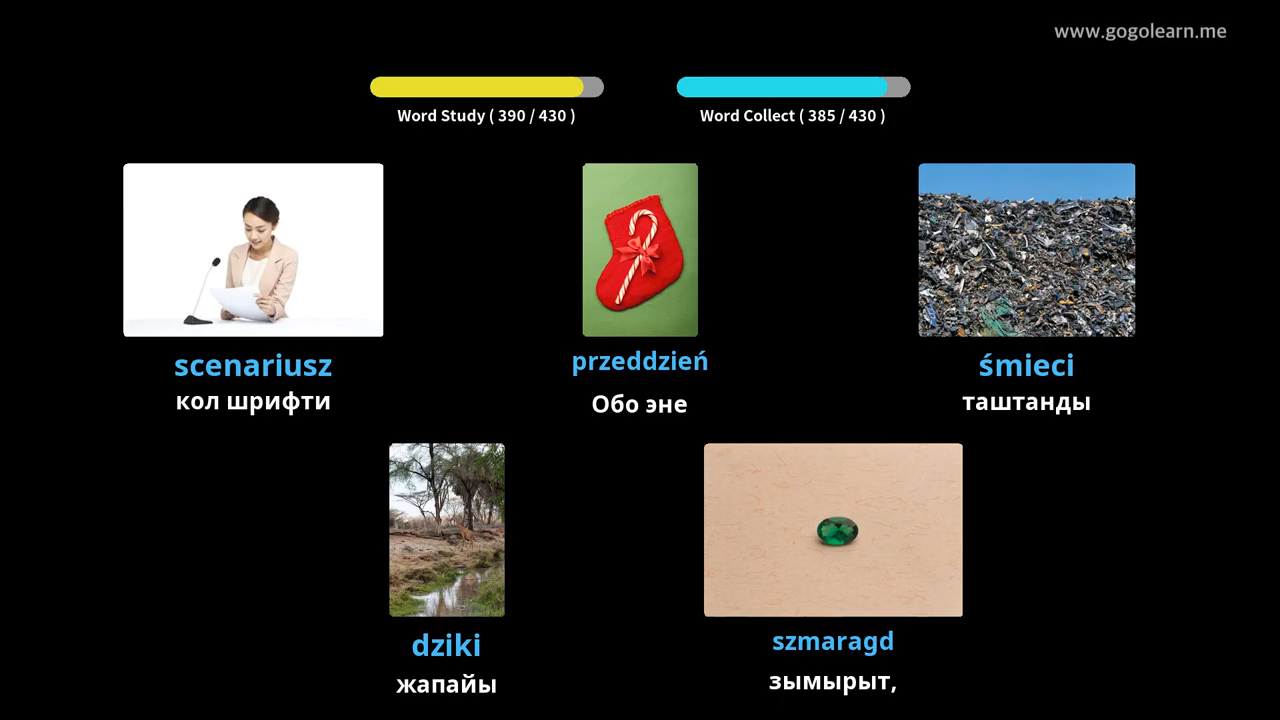 www.gogolearn.me
Word Study ( 390 / 430 )
Word Collect ( 385 / 430 )
scenariusz
кол шрифти
przeddzień
Обо эне
śmieci
таштанды
dziki
жапайы
szmaragd
зымырыт,